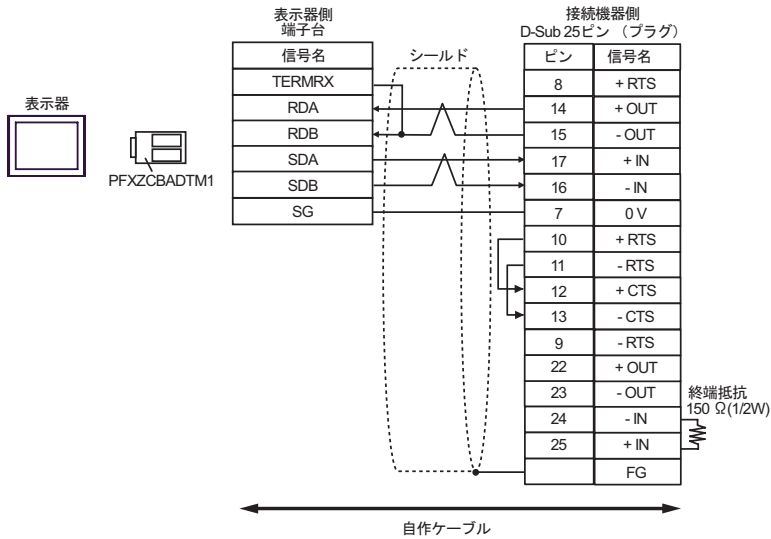 表示器
PFXZCBADTM1
表示器側
端子台
信号名
TERMRX
RDA
RDB
SDA
SDB
SG
シールド
接続機器側
D-Sub 25ピン （プラグ）
ピン 信号名
8 + RTS
14 + OUT
15 - OUT
17 + IN
16 - IN
7 0 V
10 + RTS
11 - RTS
12 + CTS
13 - CTS
9 - RTS
22 + OUT
23 - OUT
24 - IN
25 + IN
FG
終端抵抗
150 Ω(1/2W)
自作ケーブル